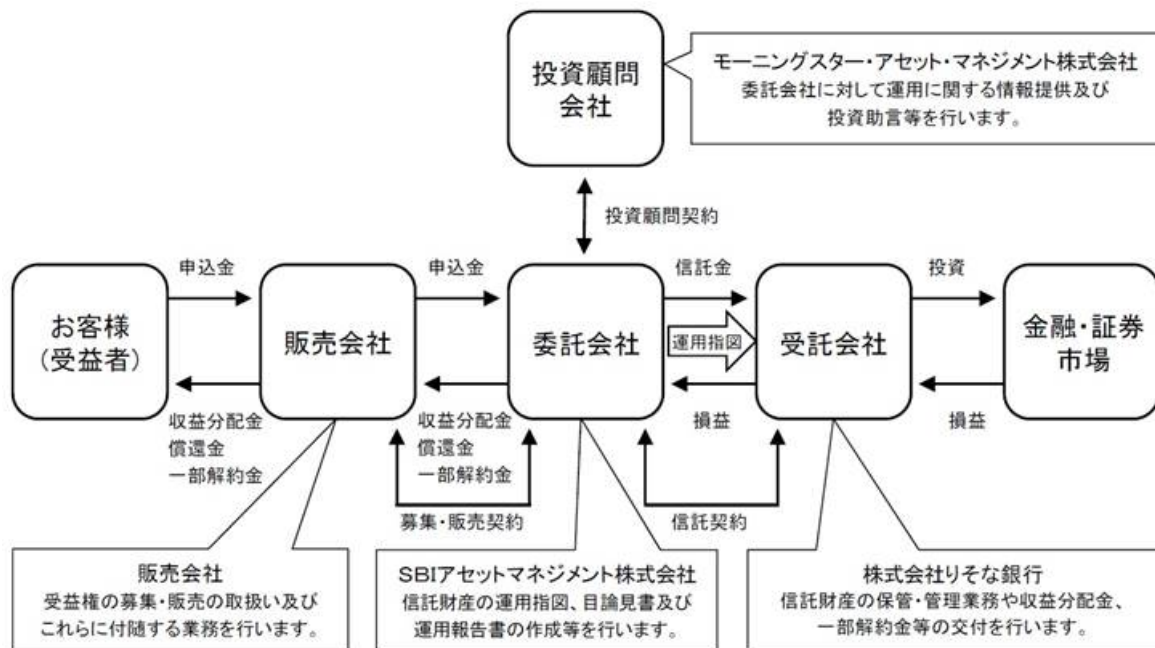 投資顧問
会社
モーニングスター・アセット・マネジメント株式会社
委託会社に対して運用に関する情報提供及び
投資助言等を行います。
投資顧問契約
お客様
(受益者)
申込金
収益分配金
償還金
一部解約金
販売会社
申込金
収益分配金
償還金
一部解約金
募集・販売契約
委託会社
信託金
運用指図
損益
信託契約
受託会社
投資
損益
金融・証券
市場
販売会社
受益権の募集・販売の取扱い及び
これらに付随する業務を行います。
SBIアセットマネジメント株式会社
信託財産の運用指図、目論見書及び
運用報告書の作成等を行います。
株式会社りそな銀行
信託財産の保管・管理業務や収益分配金、
一部解約金等の交付を行います。